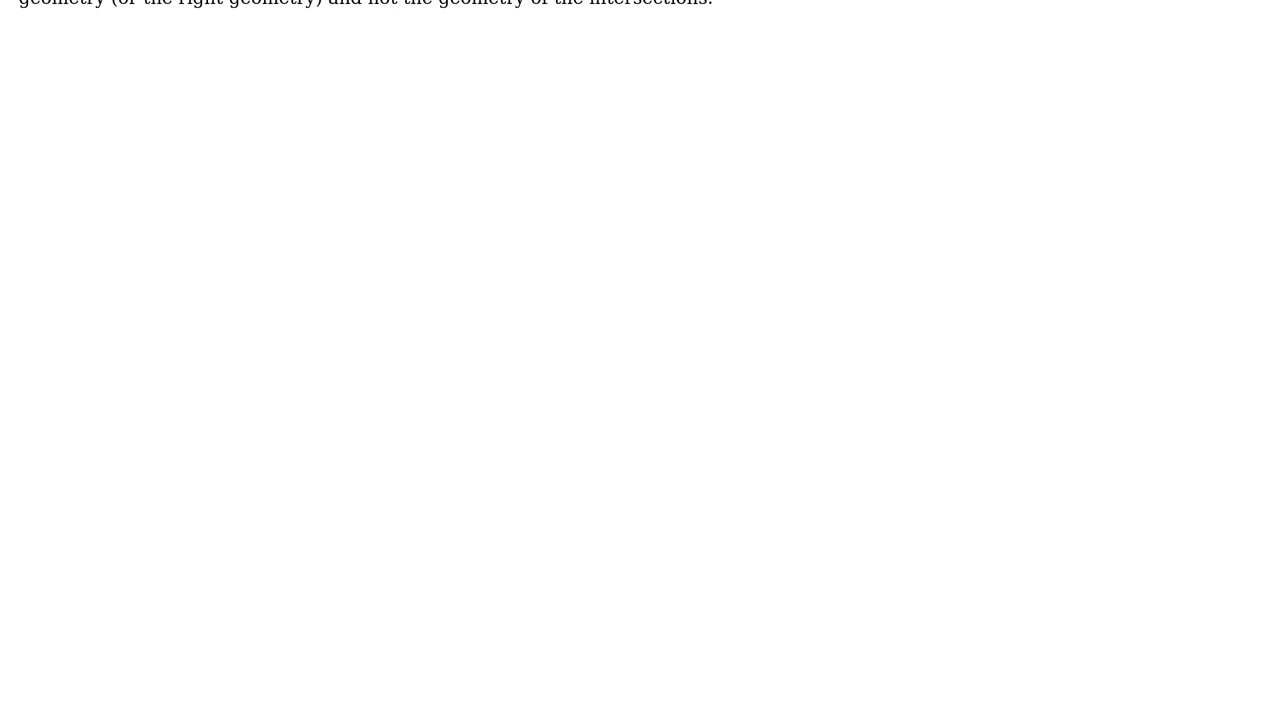 geometry (or the right geometry) and not the geometry of the intersections.